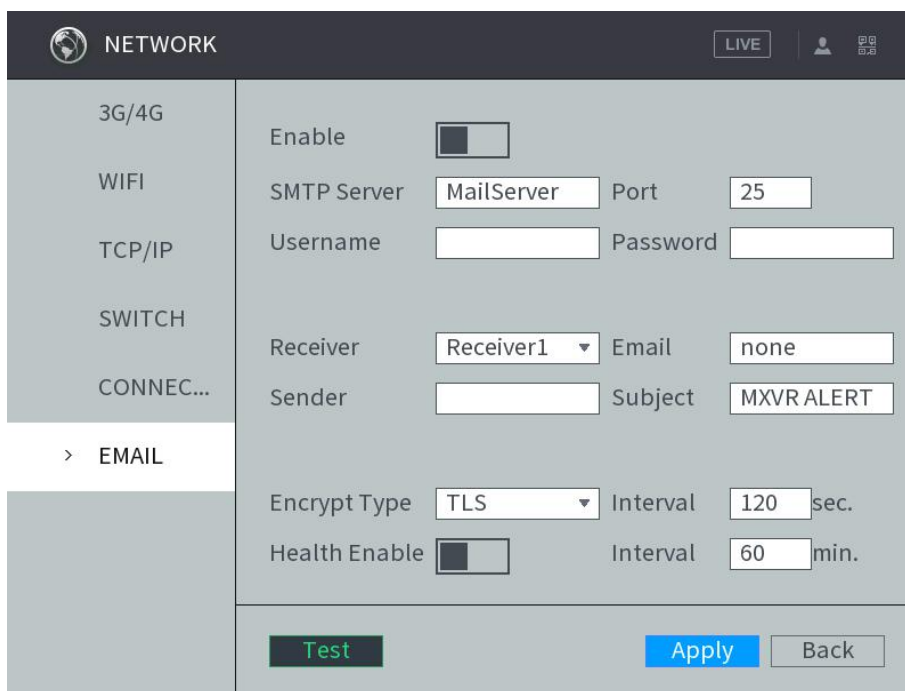 NETWORK
LIVE
3G/4G
WIFI
TCP/IP
SWITCH
CONNEC...
> EMAIL
Enable
SMTP Server MailServer Port 25
Username Password
Receiver Receiver1 Email none
Sender Subject MXVR ALERT
Encrypt Type TLS Interval 120 sec.
Health Enable Interval 60 min.
Test Apply Back